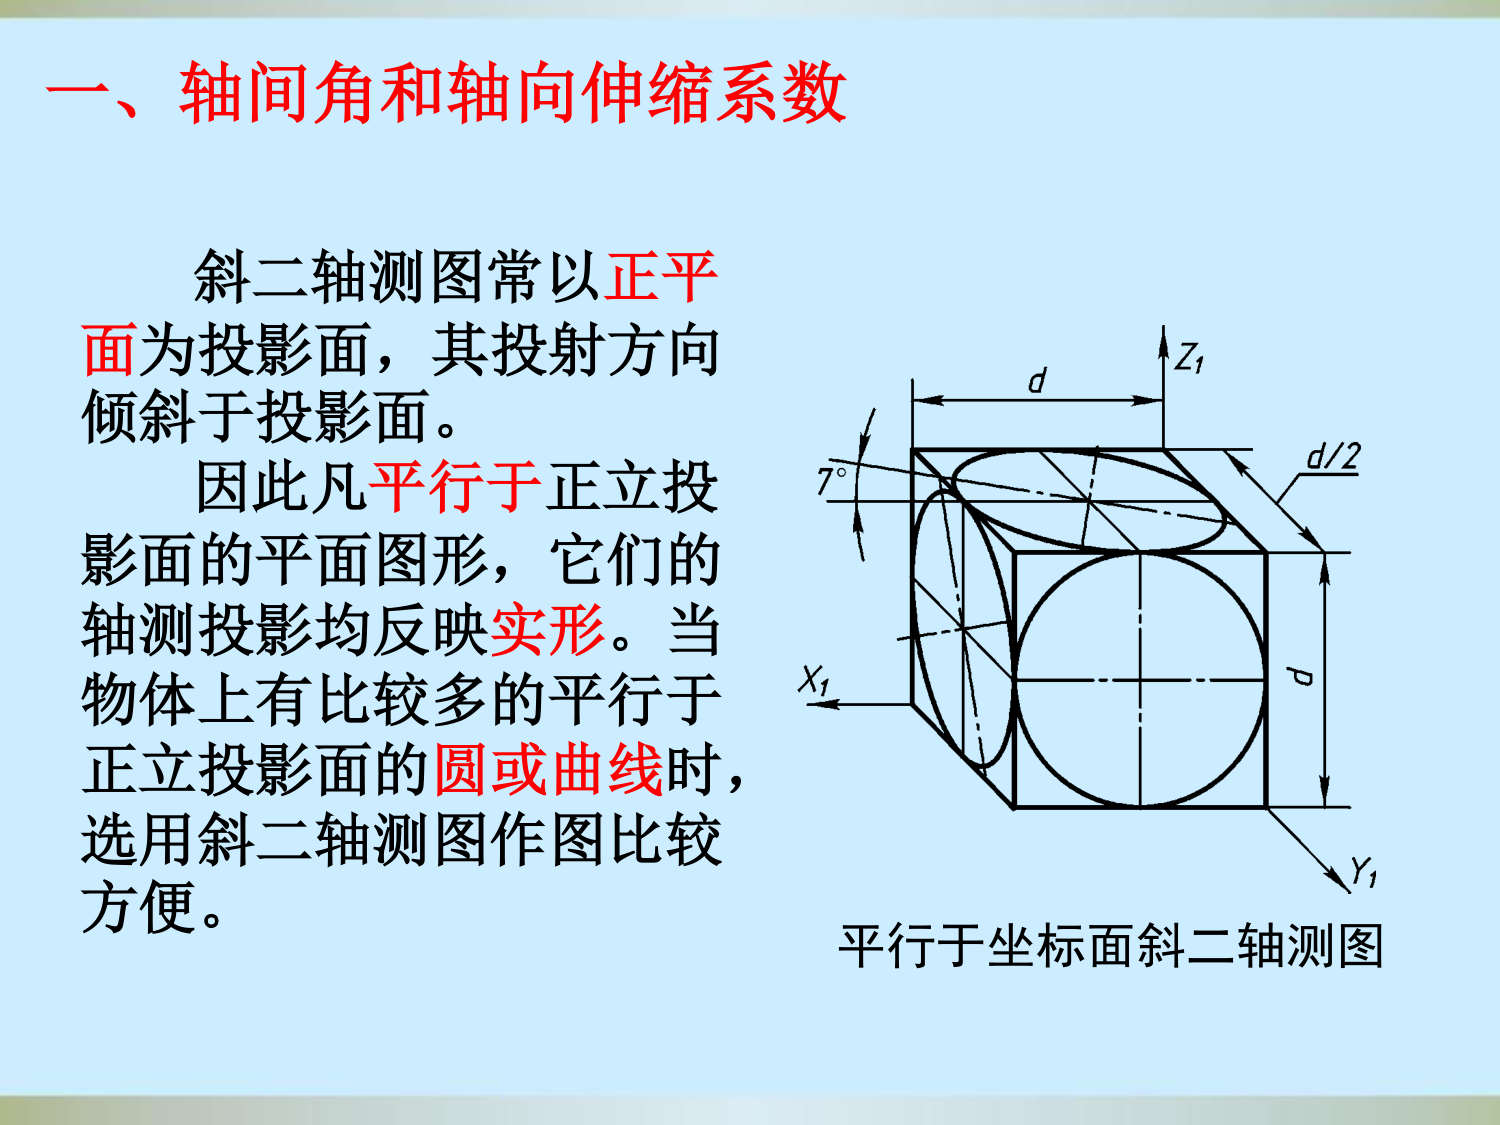 一、轴间角和轴向伸缩系数
斜二轴测图常以正平
面为投影面，其投射方向
倾斜于投影面。
因此凡平行于正立投
影面的平面图形，它们的
轴测投影均反映实形。当
物体上有比较多的平行于
正立投影面的圆或曲线时，
选用斜二轴测图作图比较
方便。
Z1
d
d/2
7°
d
X1
Y1
平行于坐标面斜二轴测图